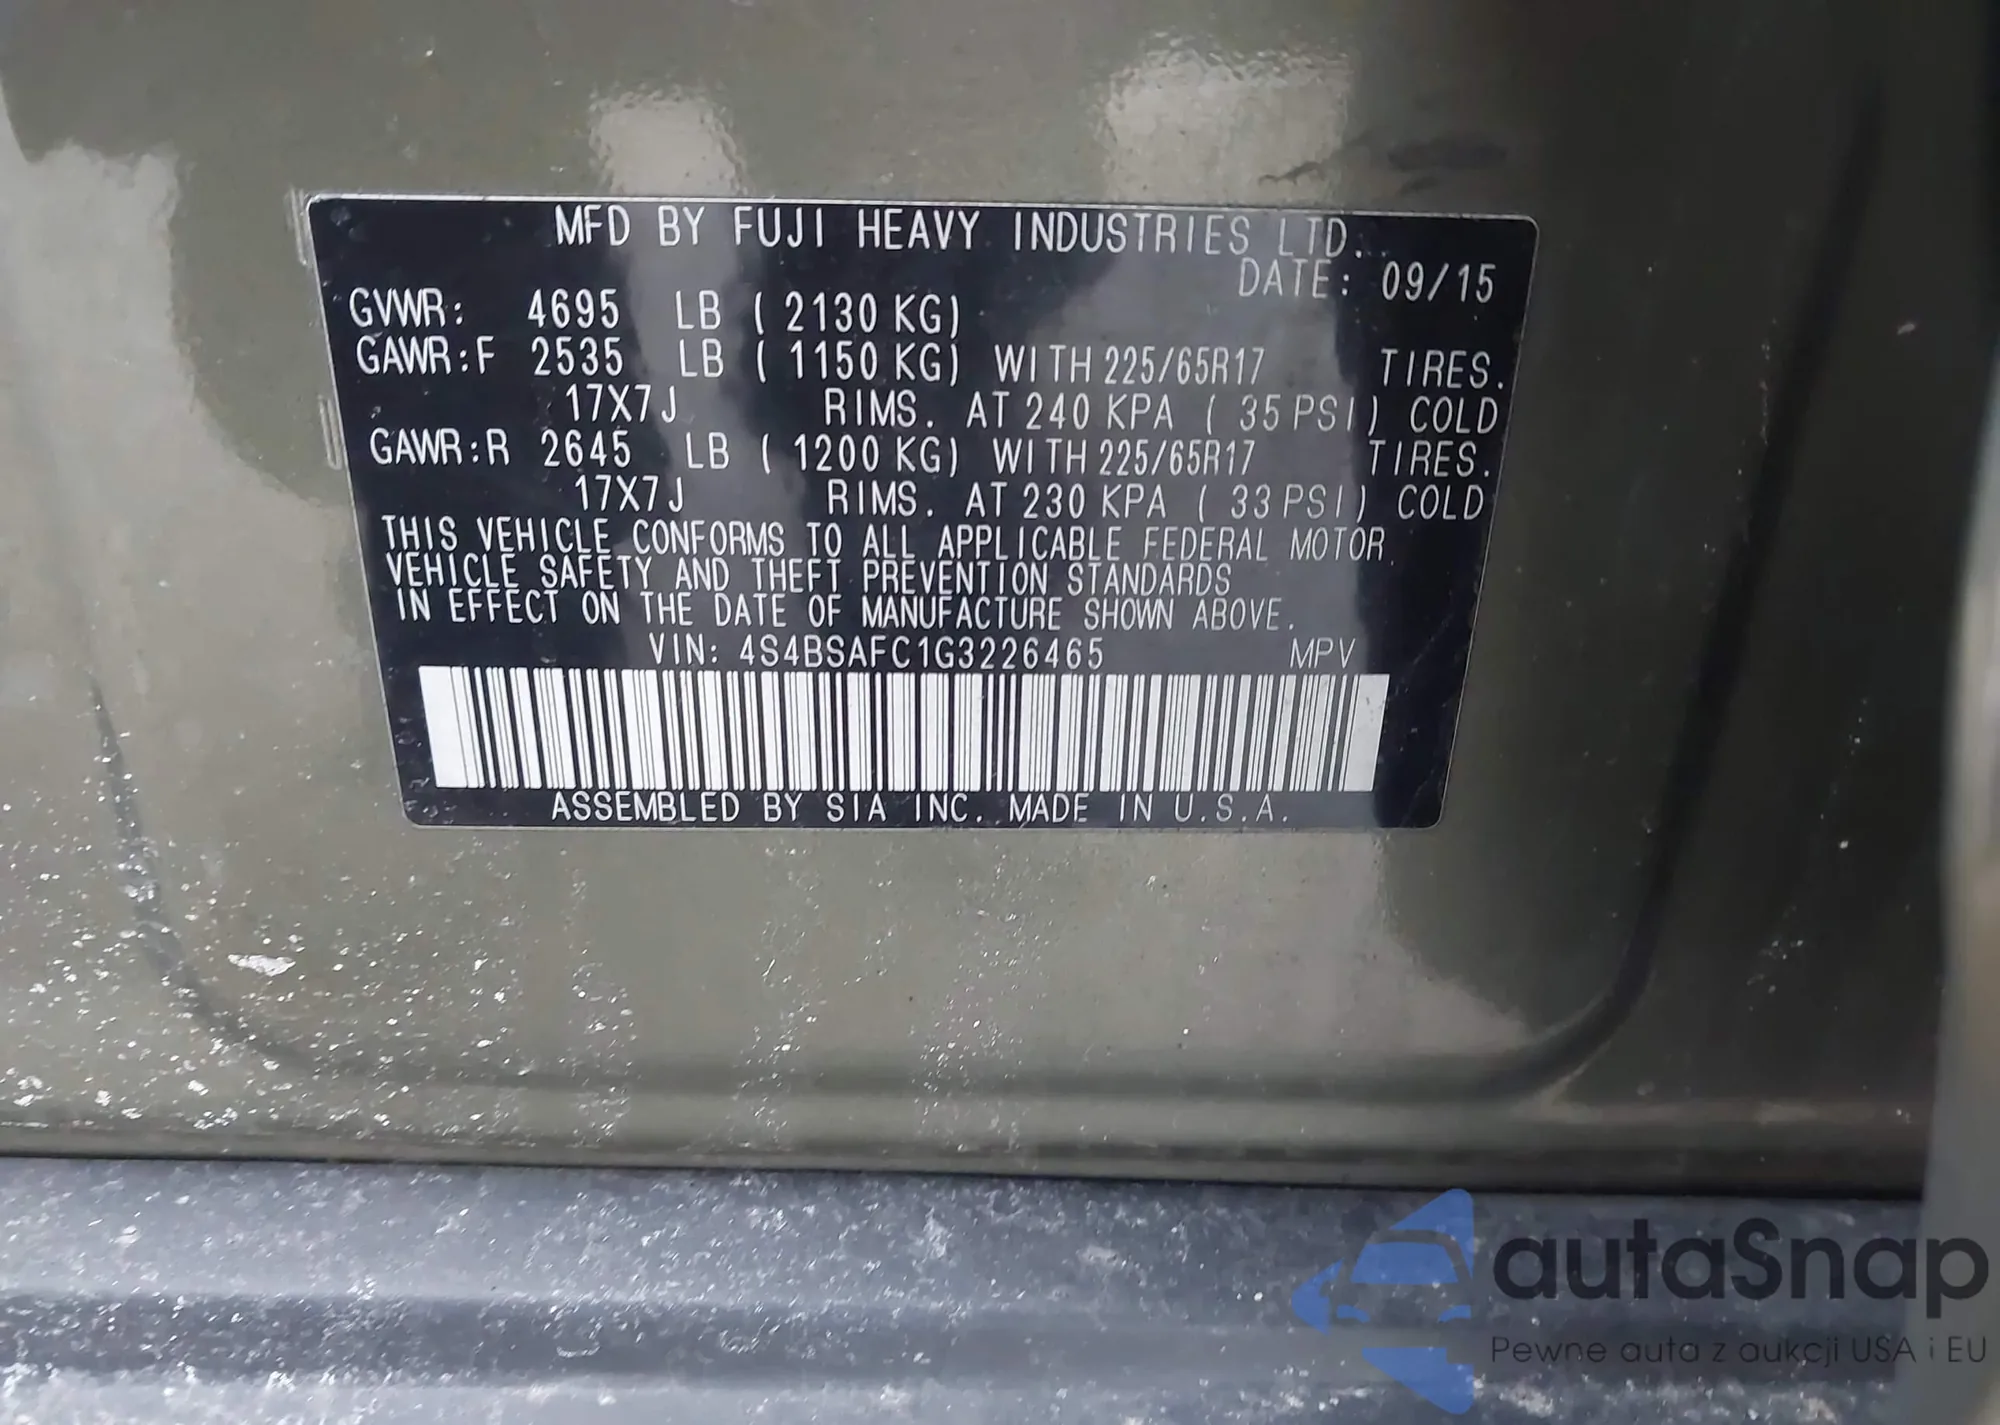 MFD BY FUJI HEAVY INDUSTRIES LTD.
DATE: 09/15
GVWR: 4695 LB ( 2130 KG)
GAWR:F 2535 LB ( 1150 KG) WITH 225/65R17 TIRES.
17X7J RIMS. AT 240 KPA ( 35 PSI) COLD
GAWR:R 2645 LB ( 1200 KG) WITH 225/65R17 TIRES.
17X7J RIMS. AT 230 KPA ( 33 PSI) COLD
THIS VEHICLE CONFORMS TO ALL APPLICABLE FEDERAL MOTOR
VEHICLE SAFETY AND THEFT PREVENTION STANDARDS
IN EFFECT ON THE DATE OF MANUFACTURE SHOWN ABOVE.
VIN: 4S4BSAFC1G3226465 MPV
ASSEMBLED BY SIA INC. MADE IN U.S.A.
autaSnap
Pewne auta z aukcji USA i EU